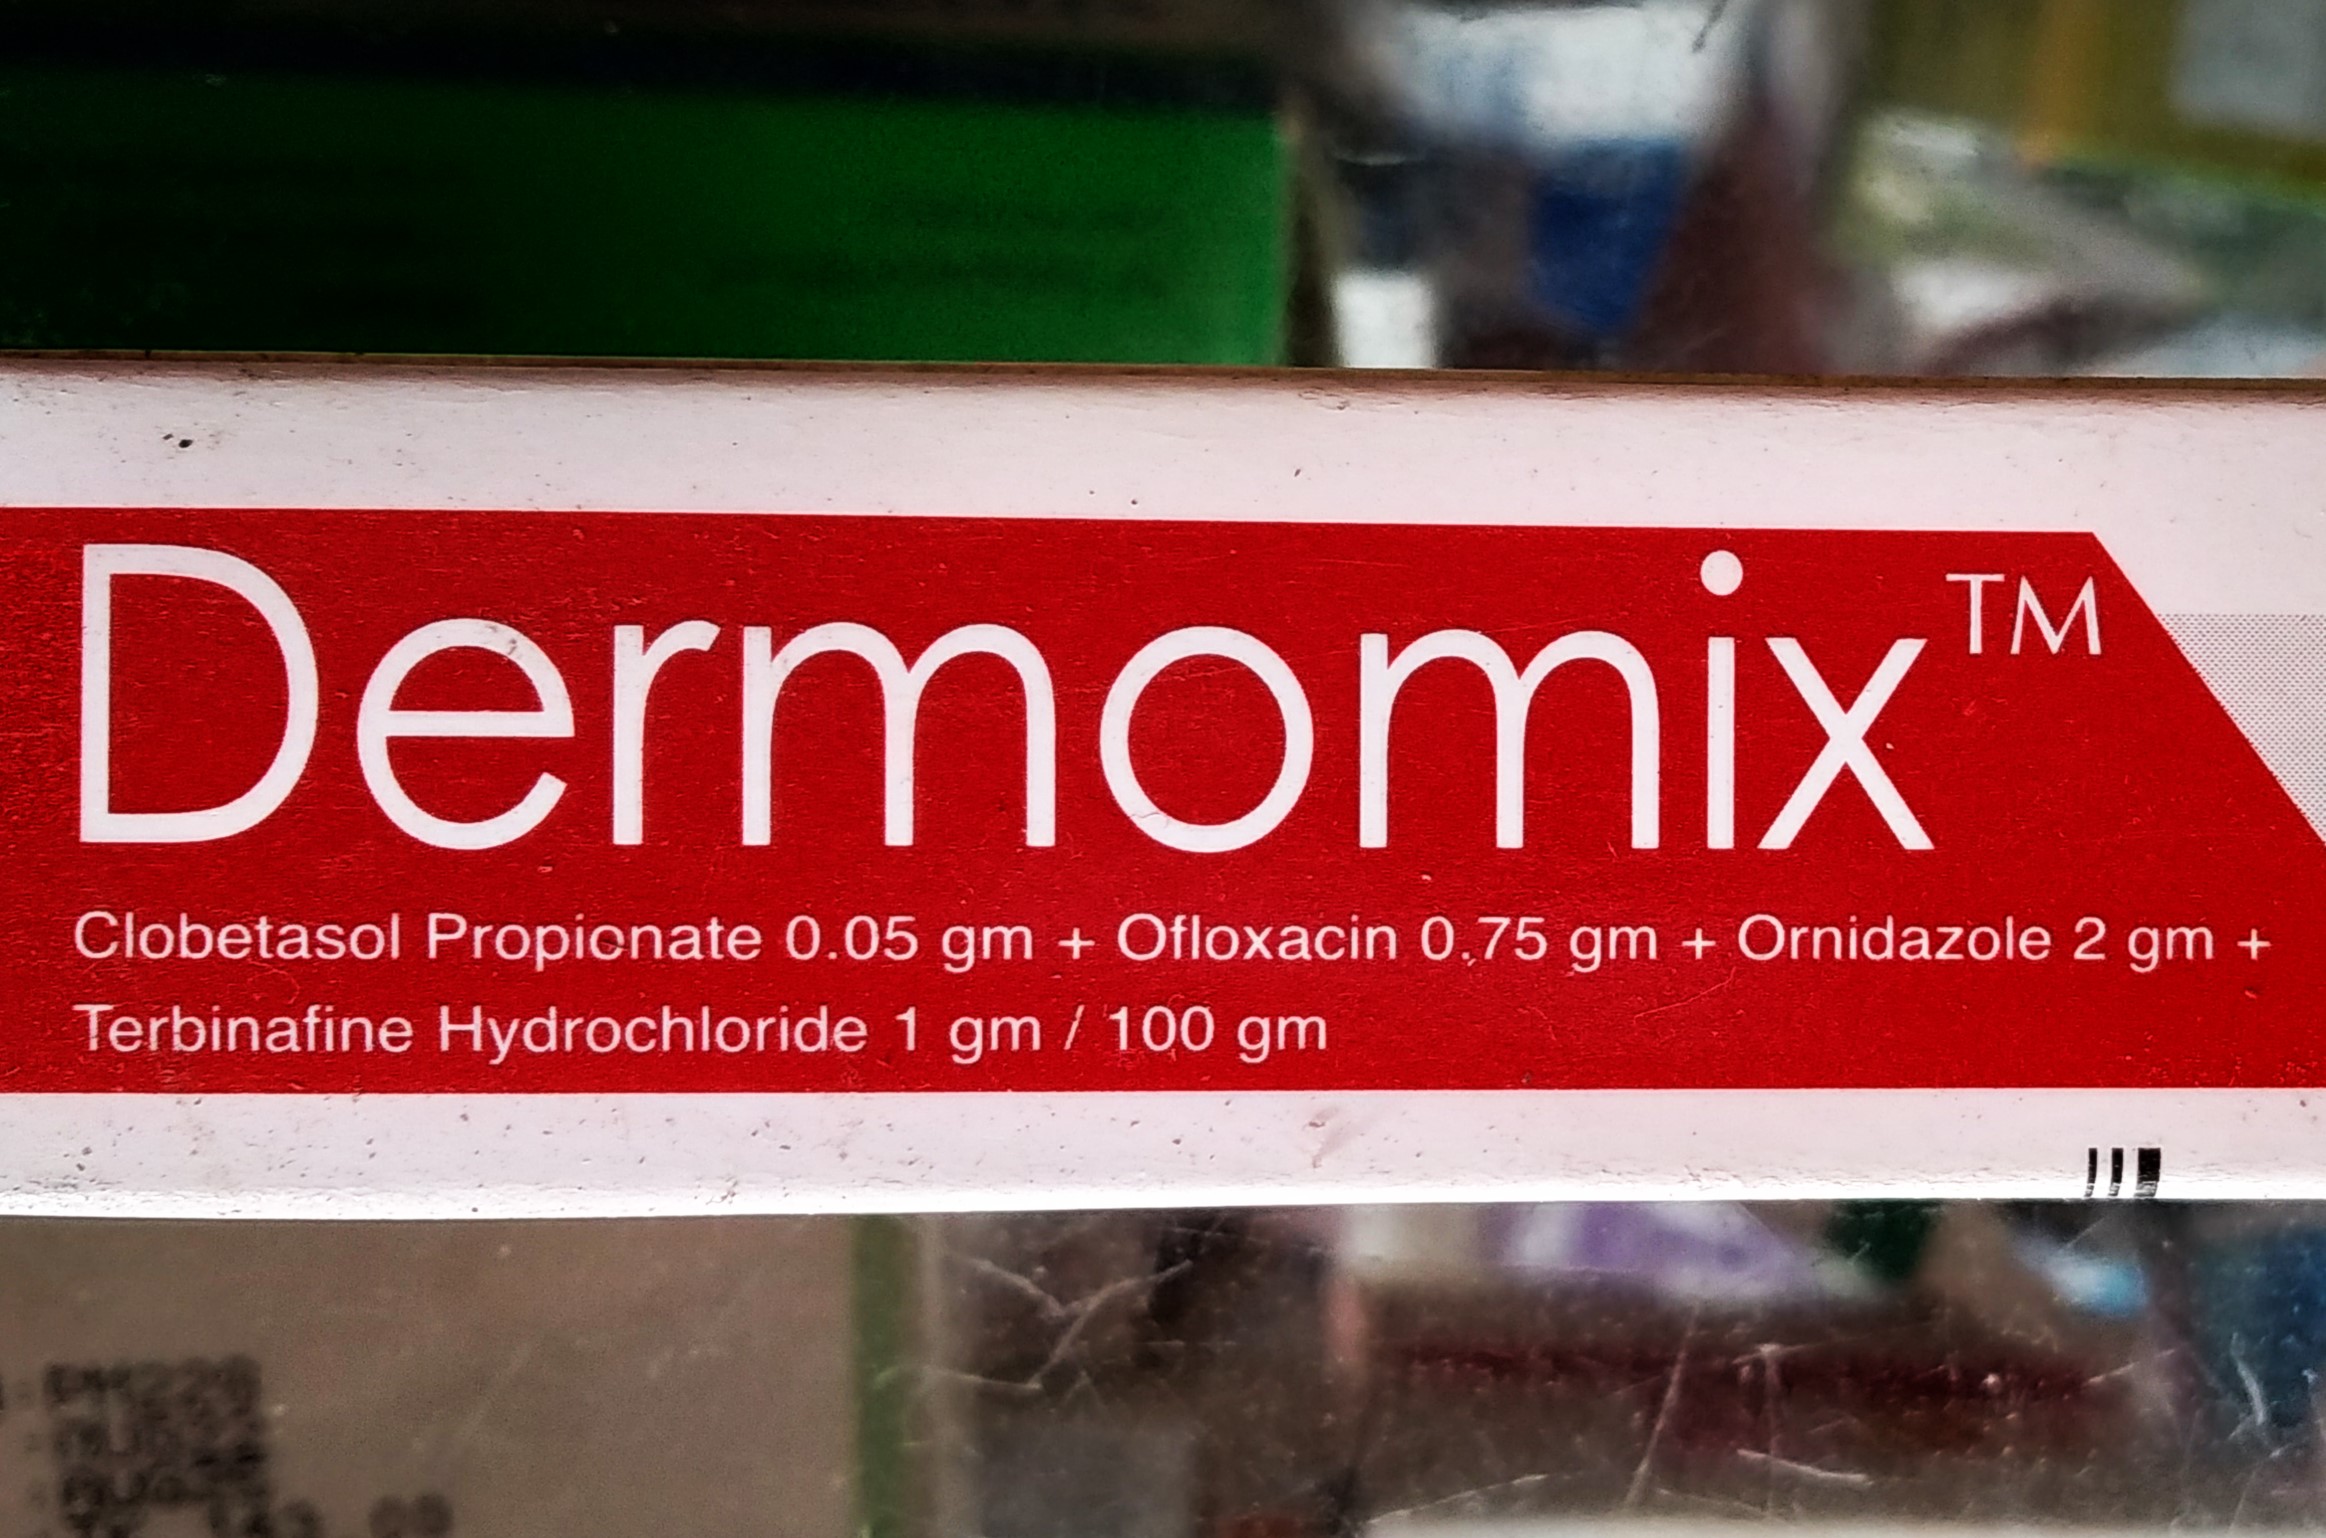 Dermomix™
Clobetasol Propionate 0.05 gm + Ofloxacin 0.75 gm + Ornidazole 2 gm +
Terbinafine Hydrochloride 1 gm / 100 gm